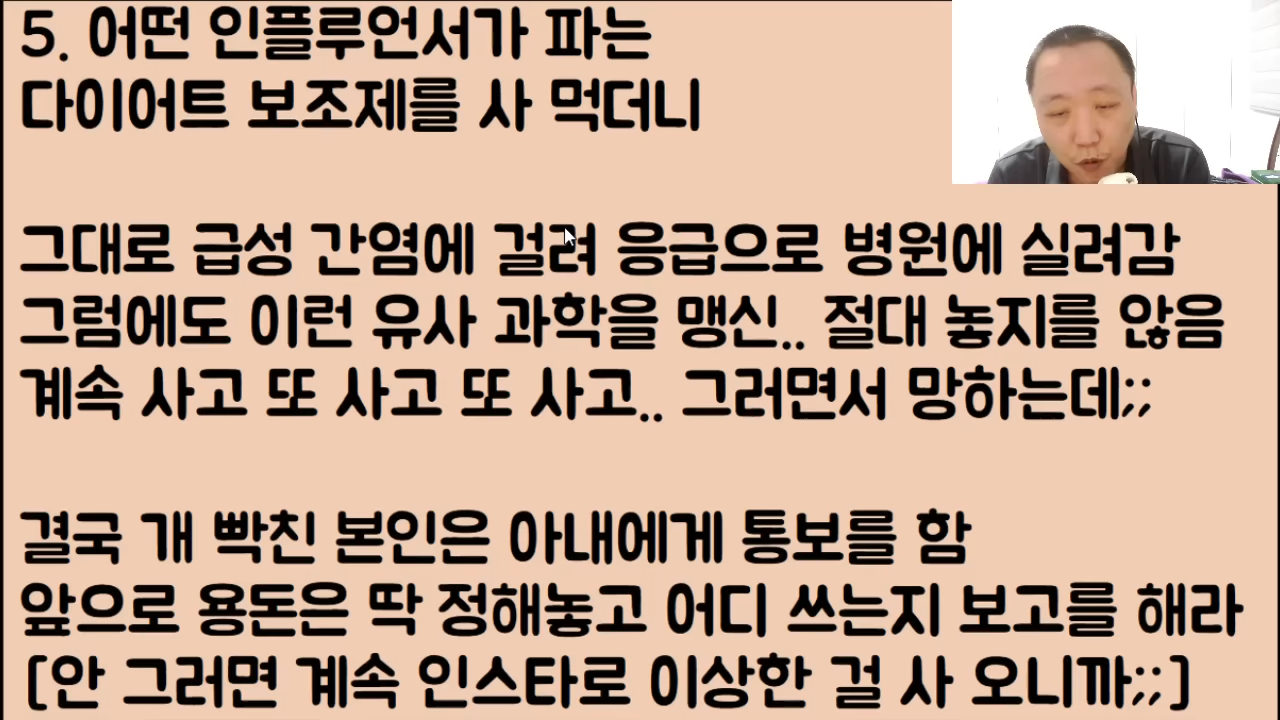 5. 어떤 인플루언서가 파는
다이어트 보조제를 사 먹더니
그대로 급성 간염에 걸려 응급으로 병원에 실려감
그럼에도 이런 유사 과학을 맹신.. 절대 놓지를 않음
계속 사고 또 사고 또 사고.. 그러면서 망하는데;;
결국 개 빡친 본인은 아내에게 통보를 함
앞으로 용돈은 딱 정해놓고 어디 쓰는지 보고를 해라
[안 그러면 계속 인스타로 이상한 걸 사 오니까;;]